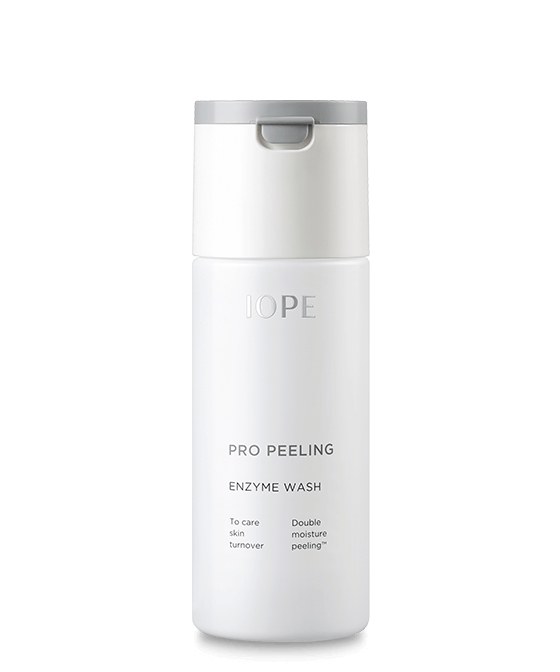 IOPE
PRO PEELING
ENZYME WASH
To care
skin
turnover
Double
moisture
peeling™